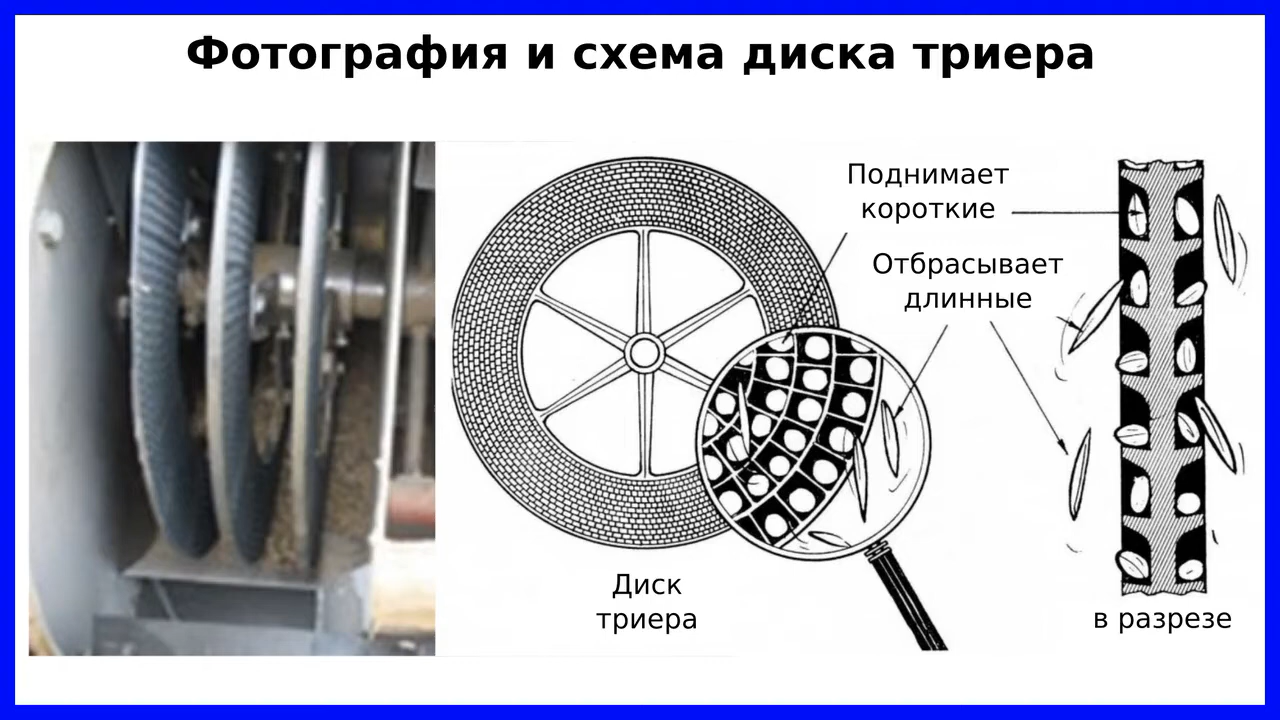 Фотография и схема диска триера
Поднимает
короткие
Отбрасывает
длинные
Диск
триера
в разрезе